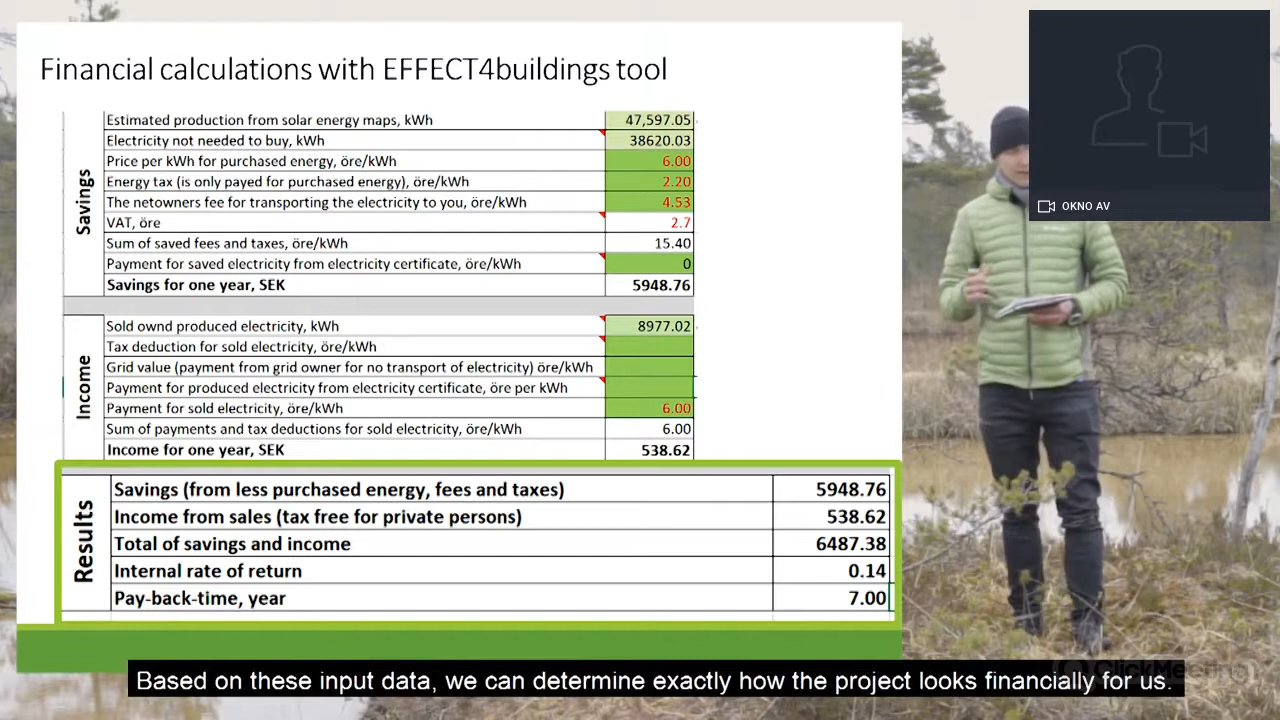 Financial calculations with EFFECT4buildings tool
Savings
Estimated production from solar energy maps, kWh 47,597.05
Electricity not needed to buy, kWh 38620.03
Price per kWh for purchased energy, öre/kWh 6.00
Energy tax (is only payed for purchased energy), öre/kWh 2.20
The netowners fee for transporting the electricity to you, öre/kWh 4.53
VAT, öre 2.7
Sum of saved fees and taxes, öre/kWh 15.40
Payment for saved electricity from electricity certificate, öre/kWh 0
Savings for one year, SEK 5948.76
Income
Sold ownd produced electricity, kWh 8977.02
Tax deduction for sold electricity, öre/kWh
Grid value (payment from grid owner for no transport of electricity) öre/kWh
Payment for produced electricity from electricity certificate, öre per kWh
Payment for sold electricity, öre/kWh 6.00
Sum of payments and tax deductions for sold electricity, öre/kWh 6.00
Income for one year, SEK 538.62
Results
Savings (from less purchased energy, fees and taxes) 5948.76
Income from sales (tax free for private persons) 538.62
Total of savings and income 6487.38
Internal rate of return 0.14
Pay-back-time, year 7.00
OKNO AV
ClickMeeting
Based on these input data, we can determine exactly how the project looks financially for us.